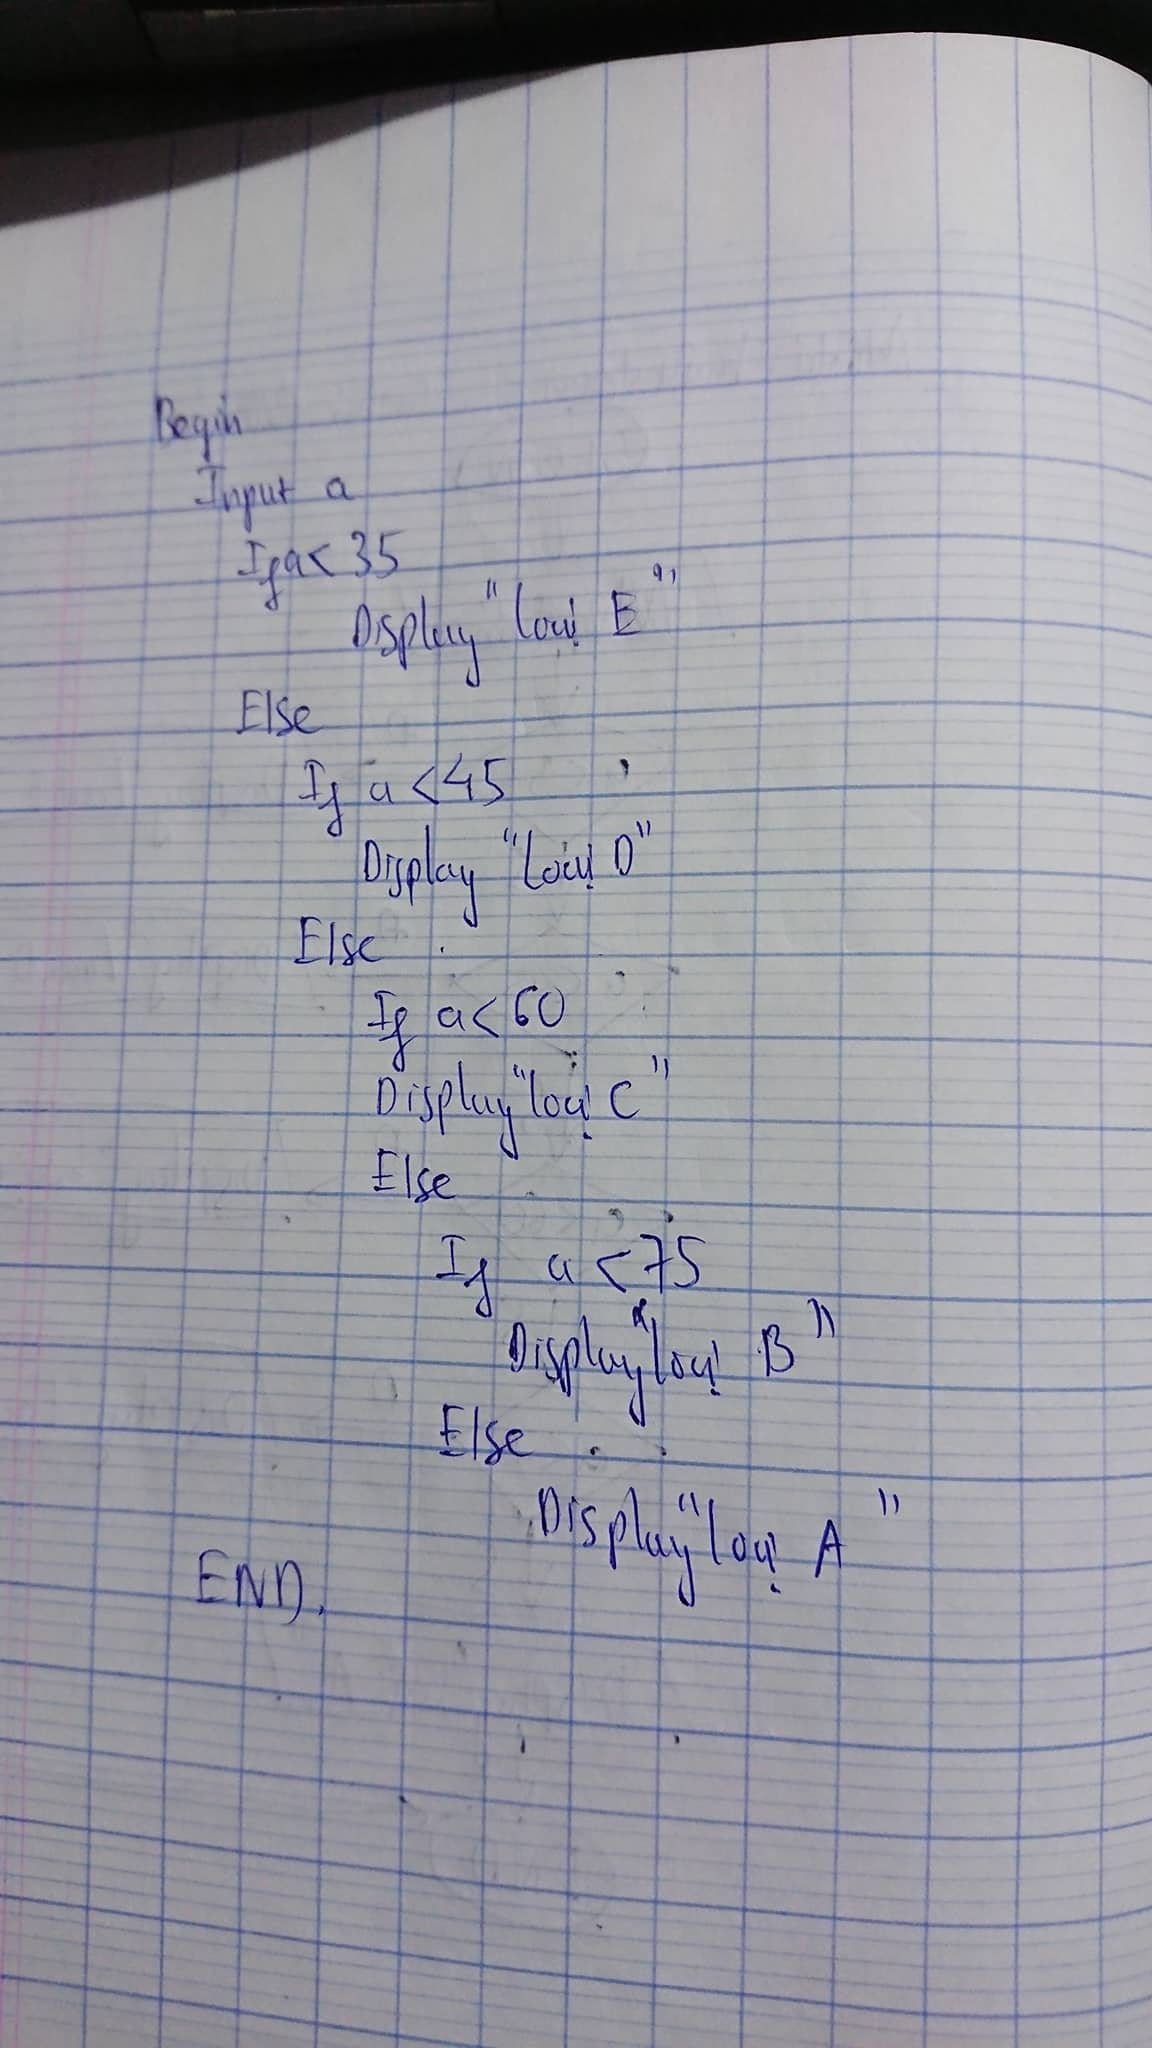 Begin
Input a
If a < 35
Display "loại E"
Else
If a < 45
Display "Loại D"
Else
If a < 60
Display "loại C"
Else
If a < 75
Display "loại B"
Else
Display "loại A"
END.